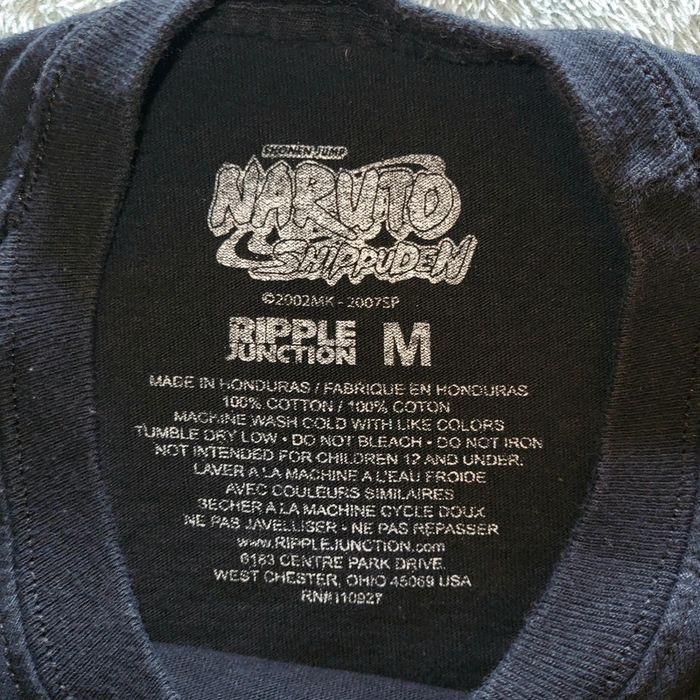 SHONEN JUMP
NARUTO
SHIPPUDEN
©2002MK - 2007SP
RIPPLE
JUNCTION M
MADE IN HONDURAS / FABRIQUE EN HONDURAS
100% COTTON / 100% COTON
MACHINE WASH COLD WITH LIKE COLORS
TUMBLE DRY LOW • DO NOT BLEACH • DO NOT IRON
NOT INTENDED FOR CHILDREN 12 AND UNDER.
LAVER A LA MACHINE A L'EAU FROIDE
AVEC COULEURS SIMILAIRES
SECHER A LA MACHINE CYCLE DOUX
NE PAS JAVELLISER • NE PAS REPASSER
www.RIPPLEJUNCTION.com
6183 CENTRE PARK DRIVE
WEST CHESTER, OHIO 45069 USA
RN#110927